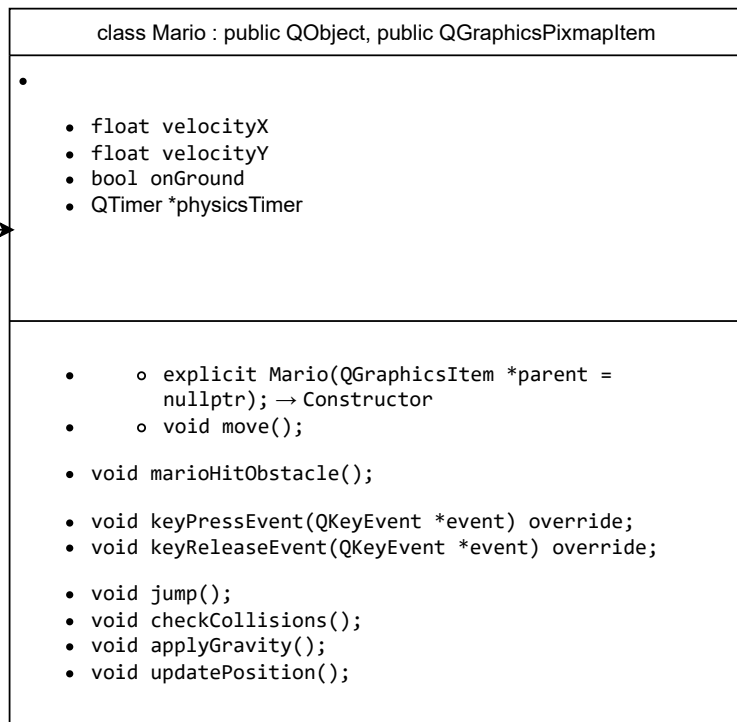 class Mario : public QObject, public QGraphicsPixmapItem
float velocityX
float velocityY
bool onGround
QTimer *physicsTimer
explicit Mario(QGraphicsItem *parent =
nullptr); → Constructor
void move();
void marioHitObstacle();
void keyPressEvent(QKeyEvent *event) override;
void keyReleaseEvent(QKeyEvent *event) override;
void jump();
void checkCollisions();
void applyGravity();
void updatePosition();